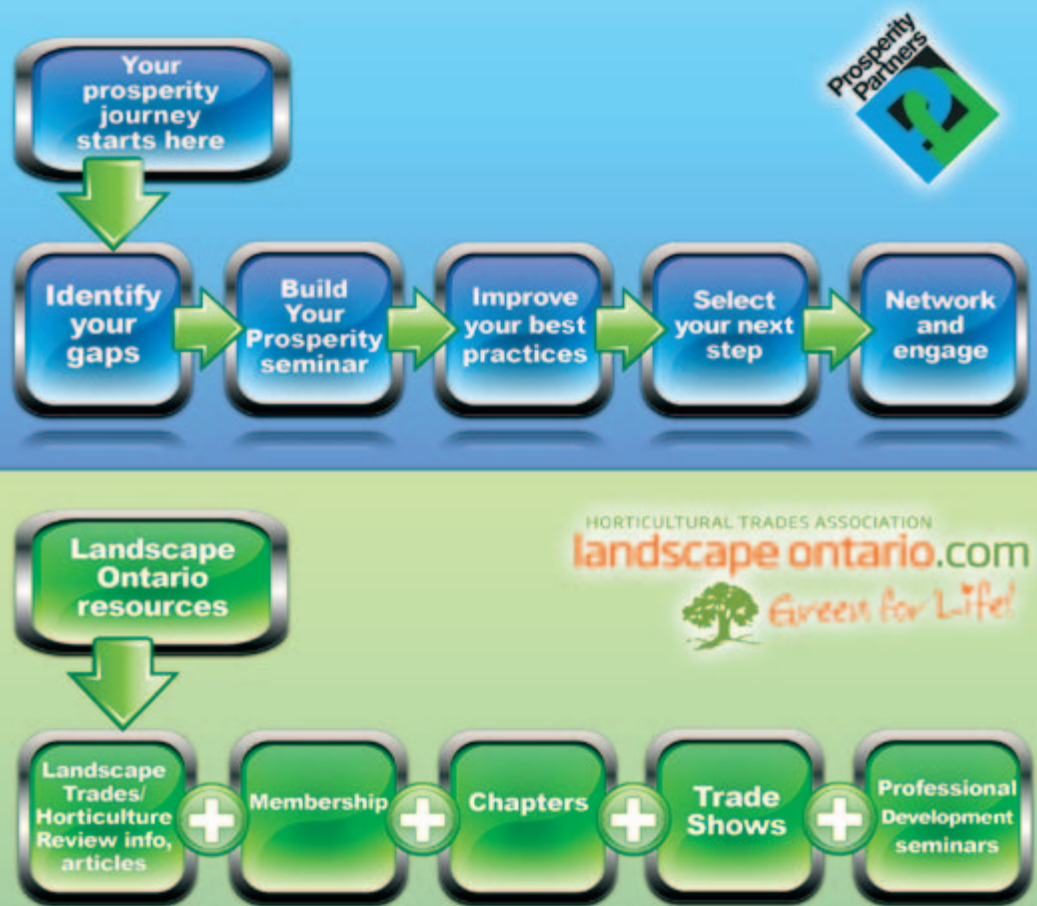 Your
prosperity
journey
starts here
Prosperity
Partners
Identify
your
gaps
Build
Your
Prosperity
seminar
Improve
your best
practices
Select
your next
step
Network
and
engage
Landscape
Ontario
resources
HORTICULTURAL TRADES ASSOCIATION
landscape ontario.com
Green for Life!
Landscape
Trades/
Horticulture
Review info,
articles
Membership
Chapters
Trade
Shows
Professional
Development
seminars